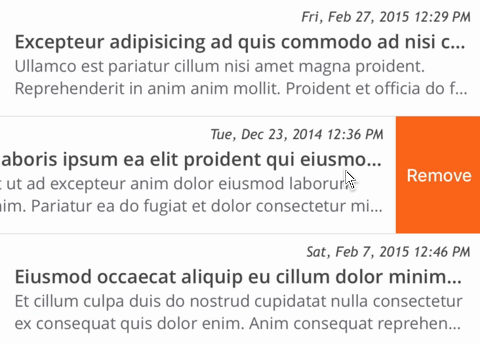 Fri, Feb 27, 2015 12:29 PM
Excepteur adipisicing ad quis commodo ad nisi c...
Ullamco est pariatur cillum nisi amet magna proident.
Reprehenderit in anim anim mollit. Proident et officia do f...
Tue, Dec 23, 2014 12:36 PM
aboris ipsum ea elit proident qui eiusmo...
t ut ad excepteur anim dolor eiusmod laborum
nim. Pariatur ea do fugiat et dolor consectetur mi...
Remove
Sat, Feb 7, 2015 12:46 PM
Eiusmod occaecat aliquip eu cillum dolor minim...
Et cillum culpa duis do nostrud cupidatat nulla consectetur
ex consequat quis dolor enim. Anim consequat reprehen...